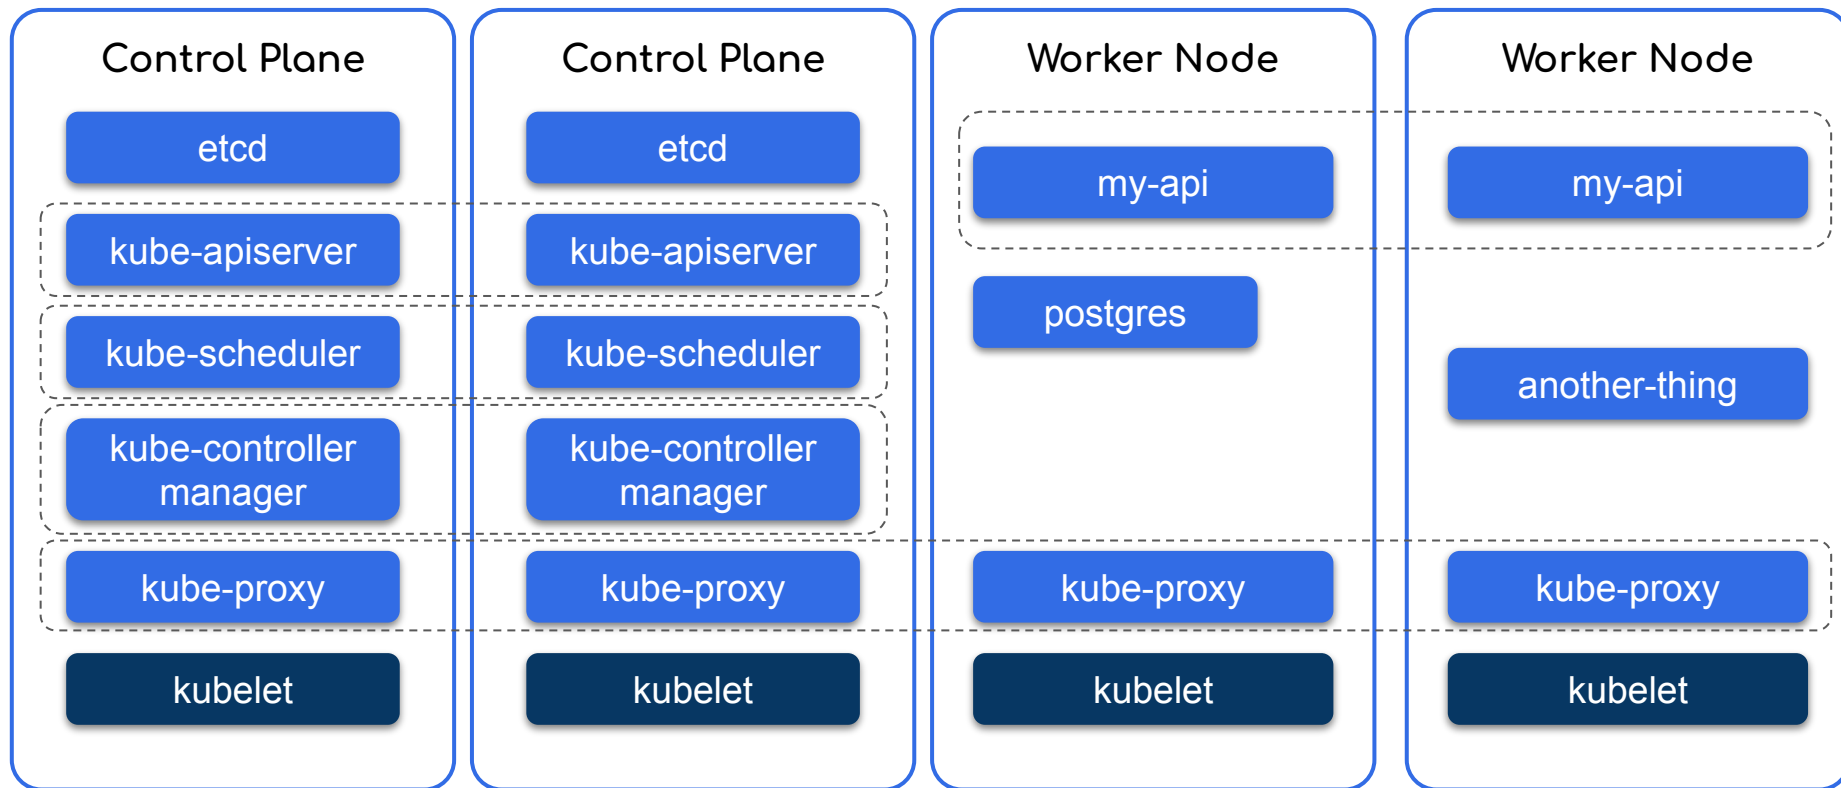 Control Plane
etcd
kube-apiserver
kube-scheduler
kube-controller
manager
kube-proxy
kubelet
Control Plane
etcd
kube-apiserver
kube-scheduler
kube-controller
manager
kube-proxy
kubelet
Worker Node
my-api
postgres
kube-proxy
kubelet
Worker Node
my-api
another-thing
kube-proxy
kubelet